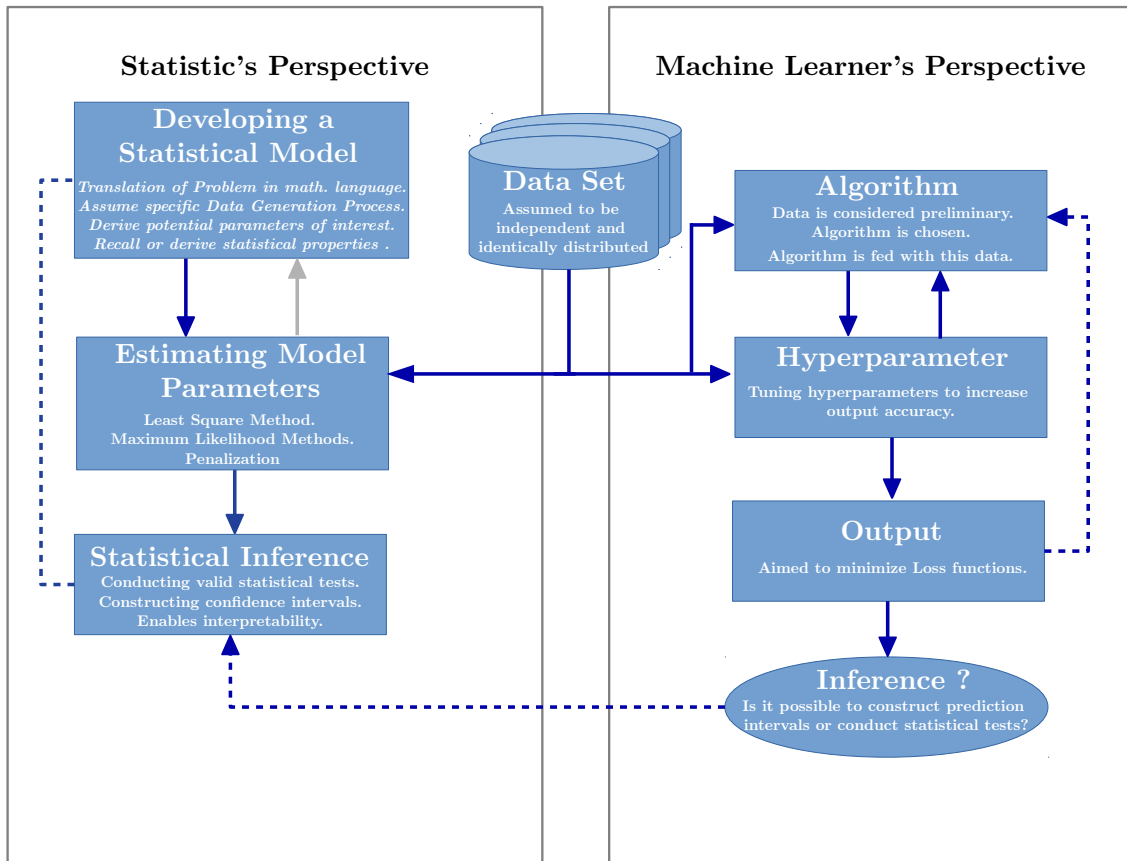 Statistic's Perspective
Developing a
Statistical Model
Translation of Problem in math. language.
Assume specific Data Generation Process.
Derive potential parameters of interest.
Recall or derive statistical properties .
Estimating Model
Parameters
Least Square Method.
Maximum Likelihood Methods.
Penalization
Statistical Inference
Conducting valid statistical tests.
Constructing confidence intervals.
Enables interpretability.
Data Set
Assumed to be
independent and
identically distributed
Machine Learner's Perspective
Algorithm
Data is considered preliminary.
Algorithm is chosen.
Algorithm is fed with this data.
Hyperparameter
Tuning hyperparameters to increase
output accuracy.
Output
Aimed to minimize Loss functions.
Inference ?
Is it possible to construct prediction
intervals or conduct statistical tests?